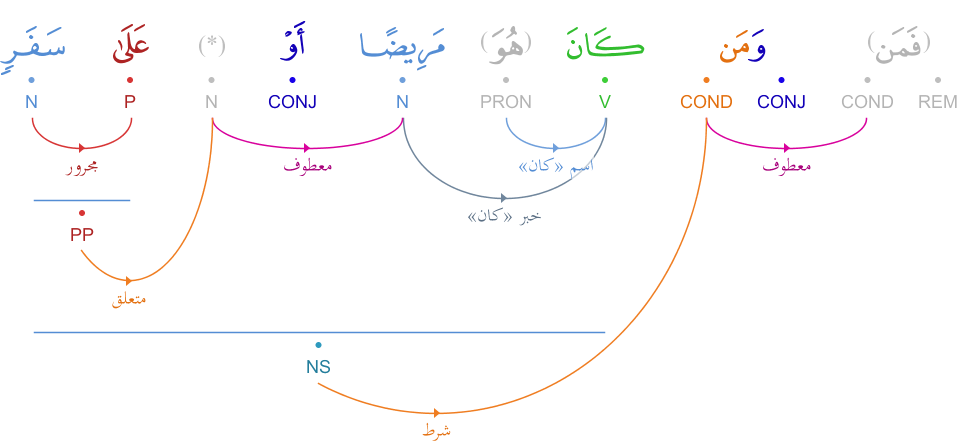 (فَمَن) وَمَن كَانَ (هُوَ) مَرِيضًا أَوْ (*) عَلَىٰ سَفَرٍ
REM COND CONJ COND V PRON N CONJ N P N
معطوف اسم «كان» معطوف مجرور
خبر «كان»
PP
متعلق
NS
شرط